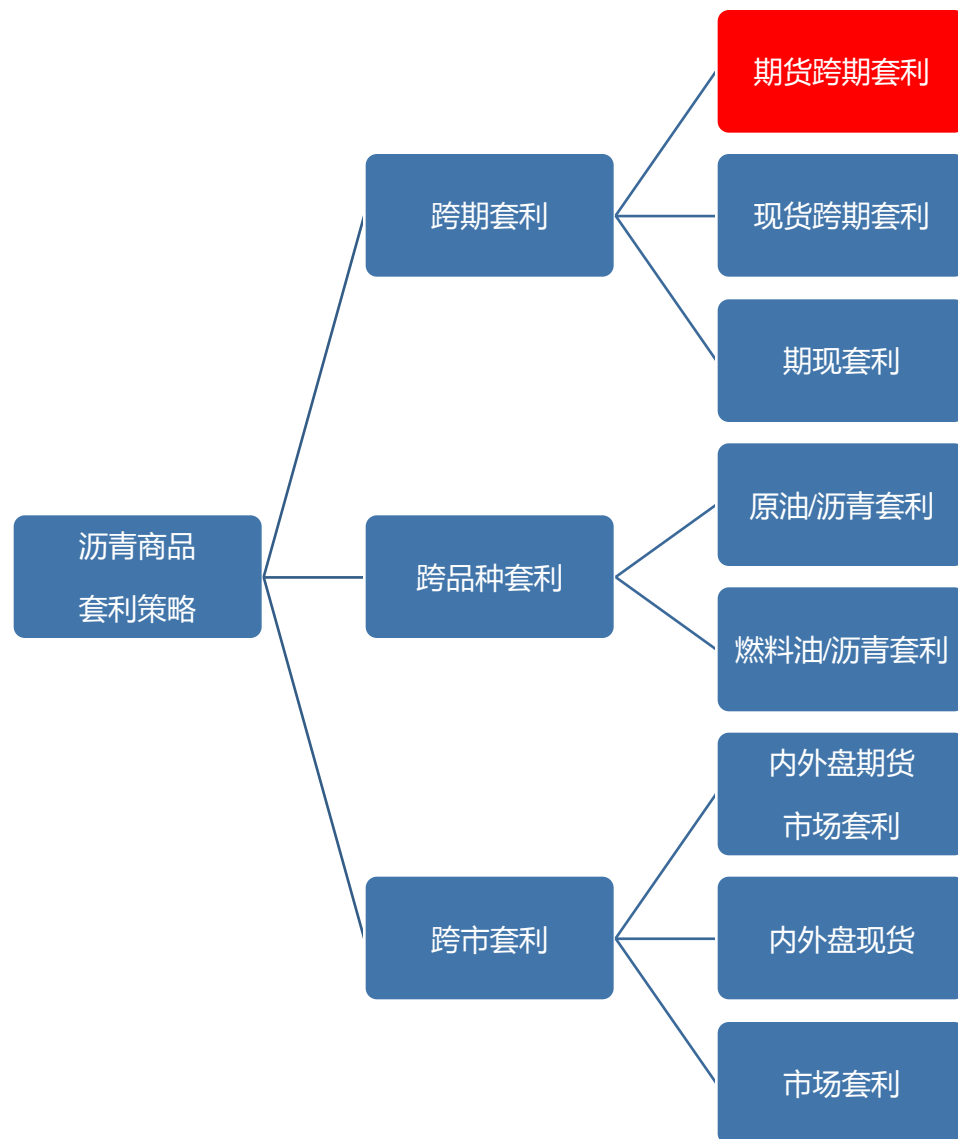 期货跨期套利
跨期套利
现货跨期套利
期现套利
原油/沥青套利
沥青商品
套利策略
跨品种套利
燃料油/沥青套利
内外盘期货
市场套利
跨市套利
内外盘现货
市场套利